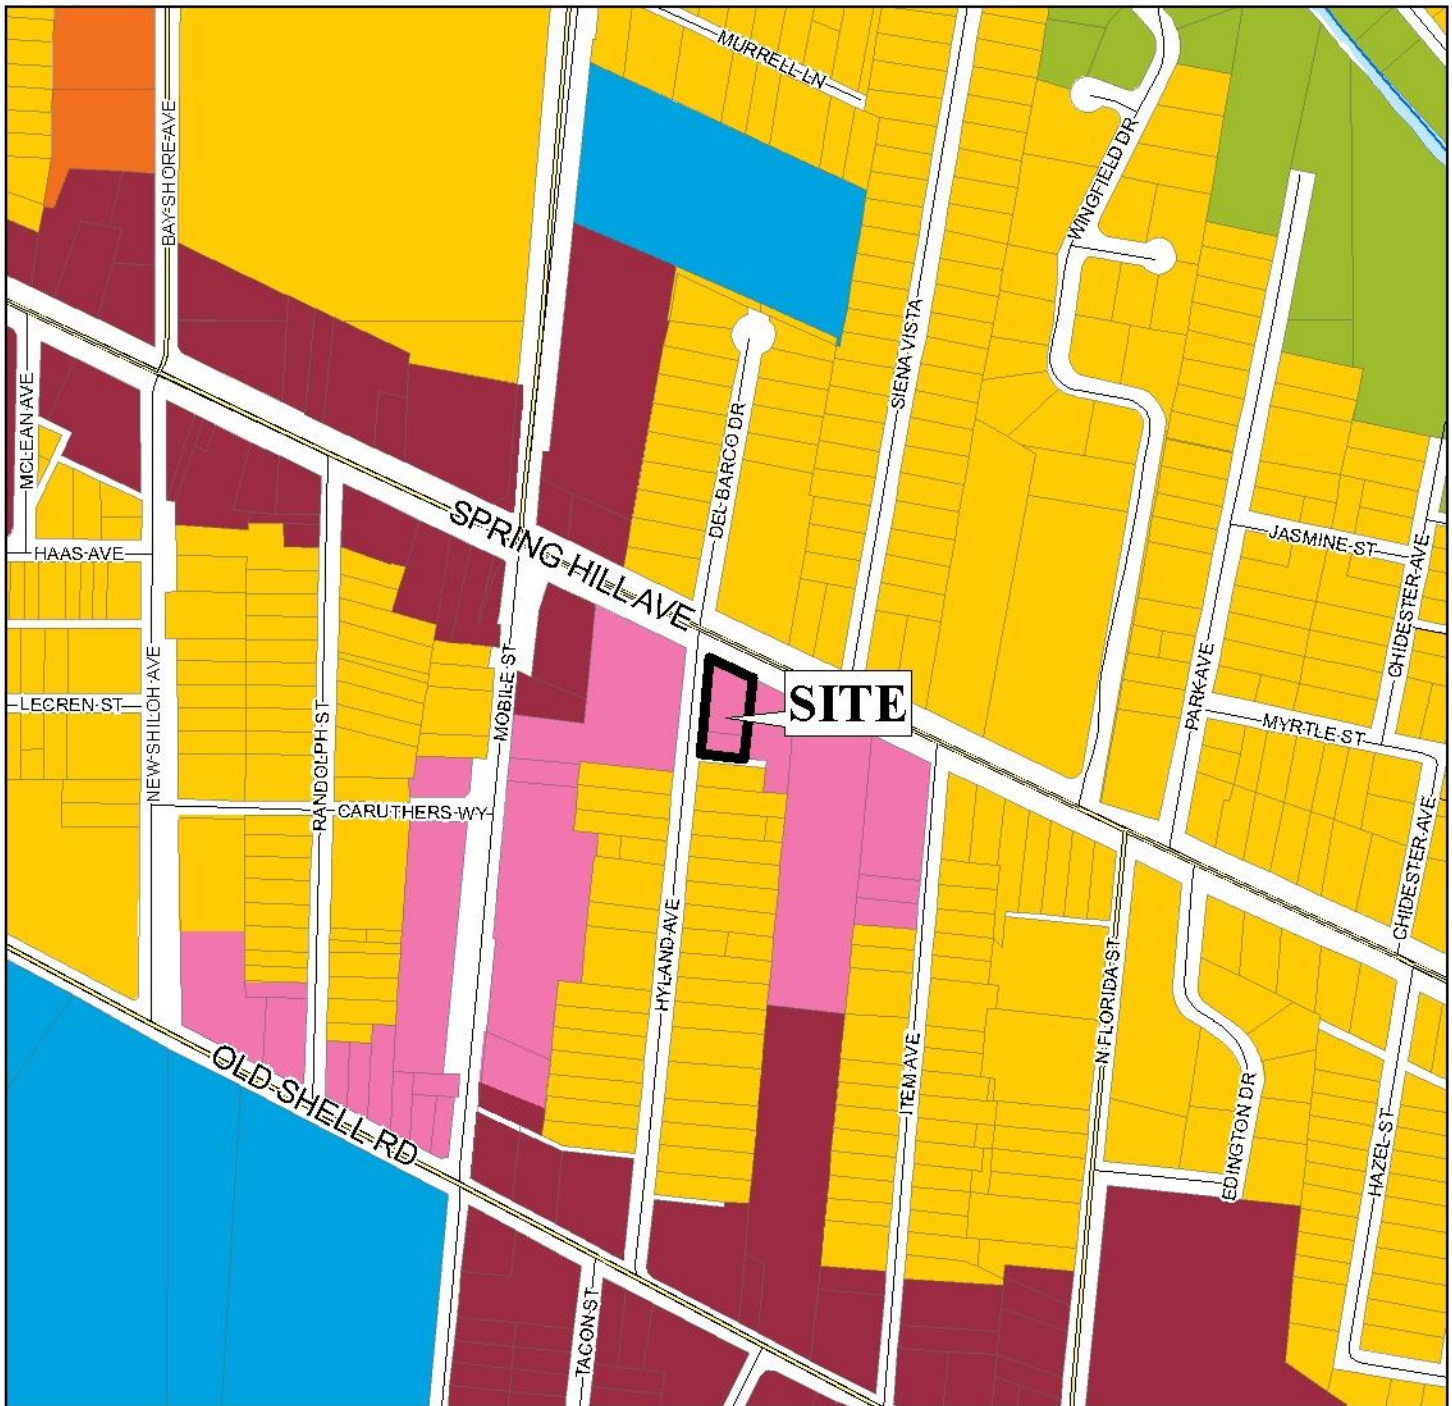 MURRELL LN
BAY SHORE AVE
WINGFIELD DR
SIENA VISTA
MCLEAN AVE
DEL BARCO DR
SPRING HILL AVE
JASMINE ST
HAAS AVE
CHIDESTER AVE
LECREN ST
NEW SHILOH AVE
RANDOLPH ST
MOBILE ST
SITE
PARK AVE
MYRTLE ST
CARUTHERS WY
CHIDESTER AVE
HYLAND AVE
N FLORIDA ST
OLD SHELL RD
ITEM AVE
EDINGTON DR
HAZEL ST
TACON ST